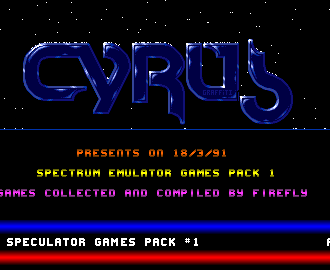 CYRUS
PRESENTS ON 18/3/91
SPECTRUM EMULATOR GAMES PACK 1
GAMES COLLECTED AND COMPILED BY FIREFLY
SPECULATOR GAMES PACK #1